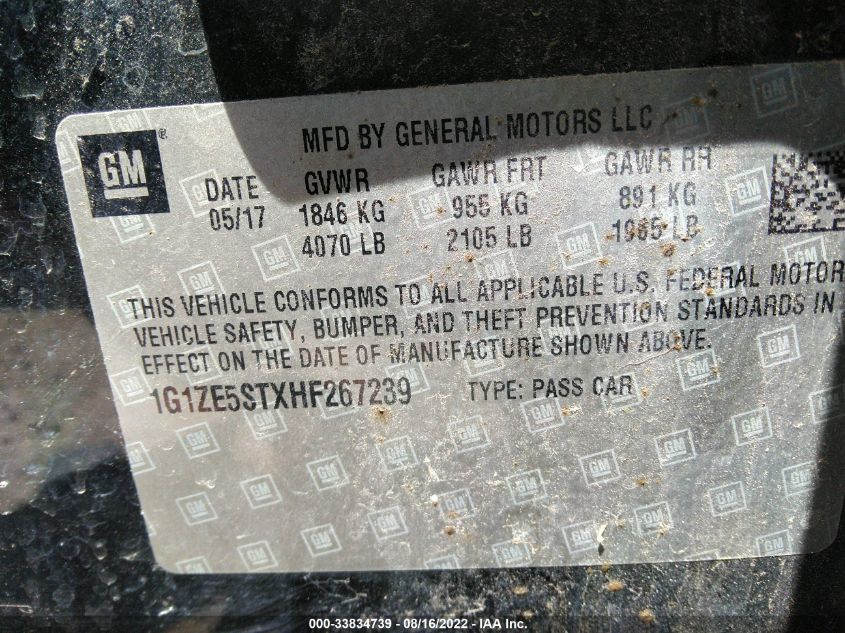 MFD BY GENERAL MOTORS LLC
GM®
DATE GVWR GAWR FRT GAWR RR
05/17 1846 KG 955 KG 891 KG
4070 LB 2105 LB 1965 LB
THIS VEHICLE CONFORMS TO ALL APPLICABLE U.S. FEDERAL MOTOR
VEHICLE SAFETY, BUMPER, AND THEFT PREVENTION STANDARDS IN
EFFECT ON THE DATE OF MANUFACTURE SHOWN ABOVE.
1G1ZE5STXHF267239 TYPE: PASS CAR
000-33834739 - 08/16/2022 - IAA Inc.